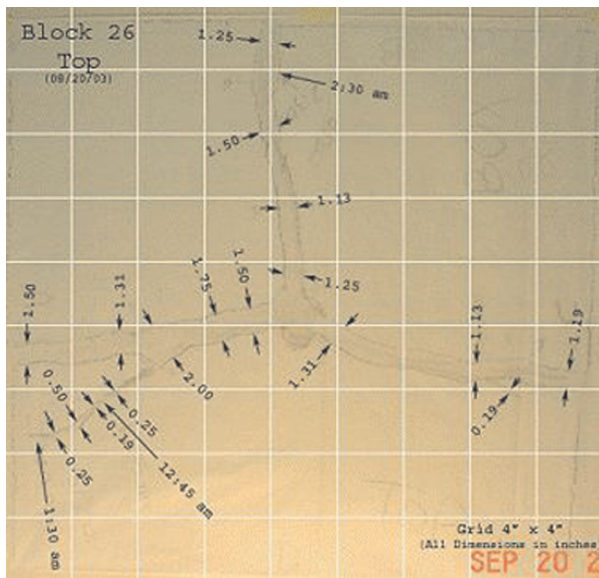 Block 26
Top
(08/20/03)
1.25
2:30 am
1.50
1.13
1.25
1.50
1.75
1.31
1.50
1.13
1.19
1.31
2.00
0.50
0.25
0.19
0.19
12:45 am
0.25
1:30 am
Grid 4" x 4"
(All Dimensions in inches
SEP 20 2